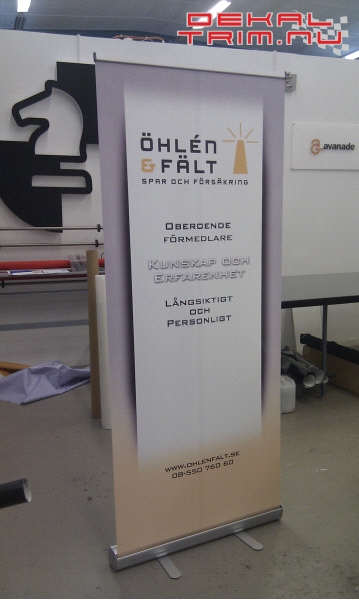 DEKAL
TRIM.NU
ÖHLÉN
& FÄLT
SPAR OCH FÖRSÄKRING
avanade
OBEROENDE
FÖRMEDLARE
KUNSKAP OCH
ERFARENHET
LÅNGSIKTIGT
OCH
PERSONLIGT
WWW.OHLENFALT.SE
08-550 760 60